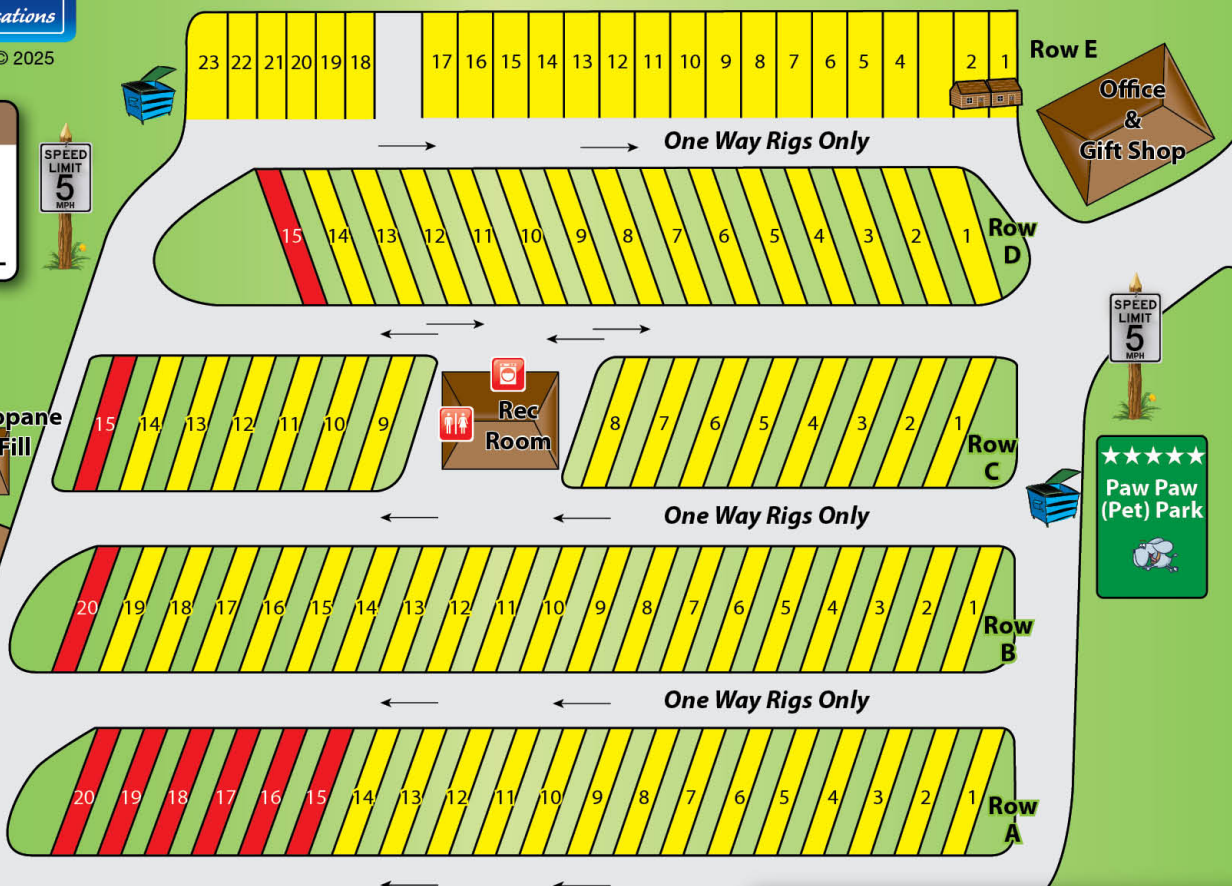 © 2025
23 22 21 20 19 18 17 16 15 14 13 12 11 10 9 8 7 6 5 4 2 1
Row E
Office
&
Gift Shop
SPEED
LIMIT
5
MPH
One Way Rigs Only
15 14 13 12 11 10 9 8 7 6 5 4 3 2 1
Row
D
SPEED
LIMIT
5
MPH
15 14 13 12 11 10 9
Rec
Room
8 7 6 5 4 3 2 1
Row
C
Fill
Paw Paw
(Pet) Park
One Way Rigs Only
20 19 18 17 16 15 14 13 12 11 10 9 8 7 6 5 4 3 2 1
Row
B
One Way Rigs Only
20 19 18 17 16 15 14 13 12 11 10 9 8 7 6 5 4 3 2 1
Row
A